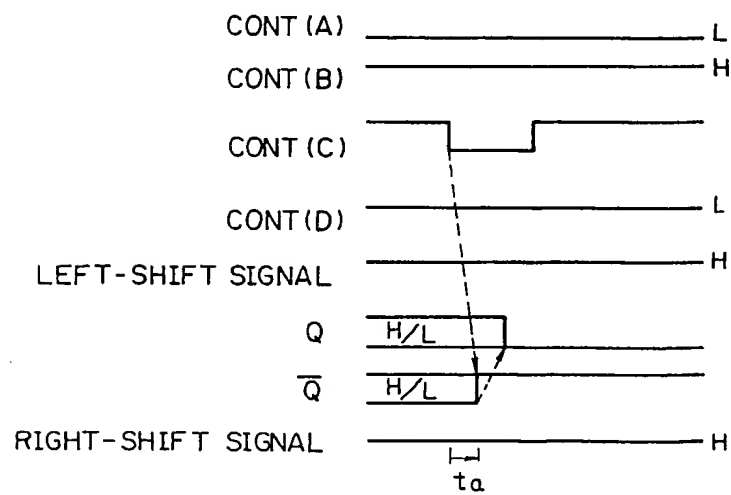 CONT(A) L
CONT(B) H
CONT(C)
CONT(D) L
LEFT-SHIFT SIGNAL H
Q H/L
Q̅ H/L
RIGHT-SHIFT SIGNAL H
ta